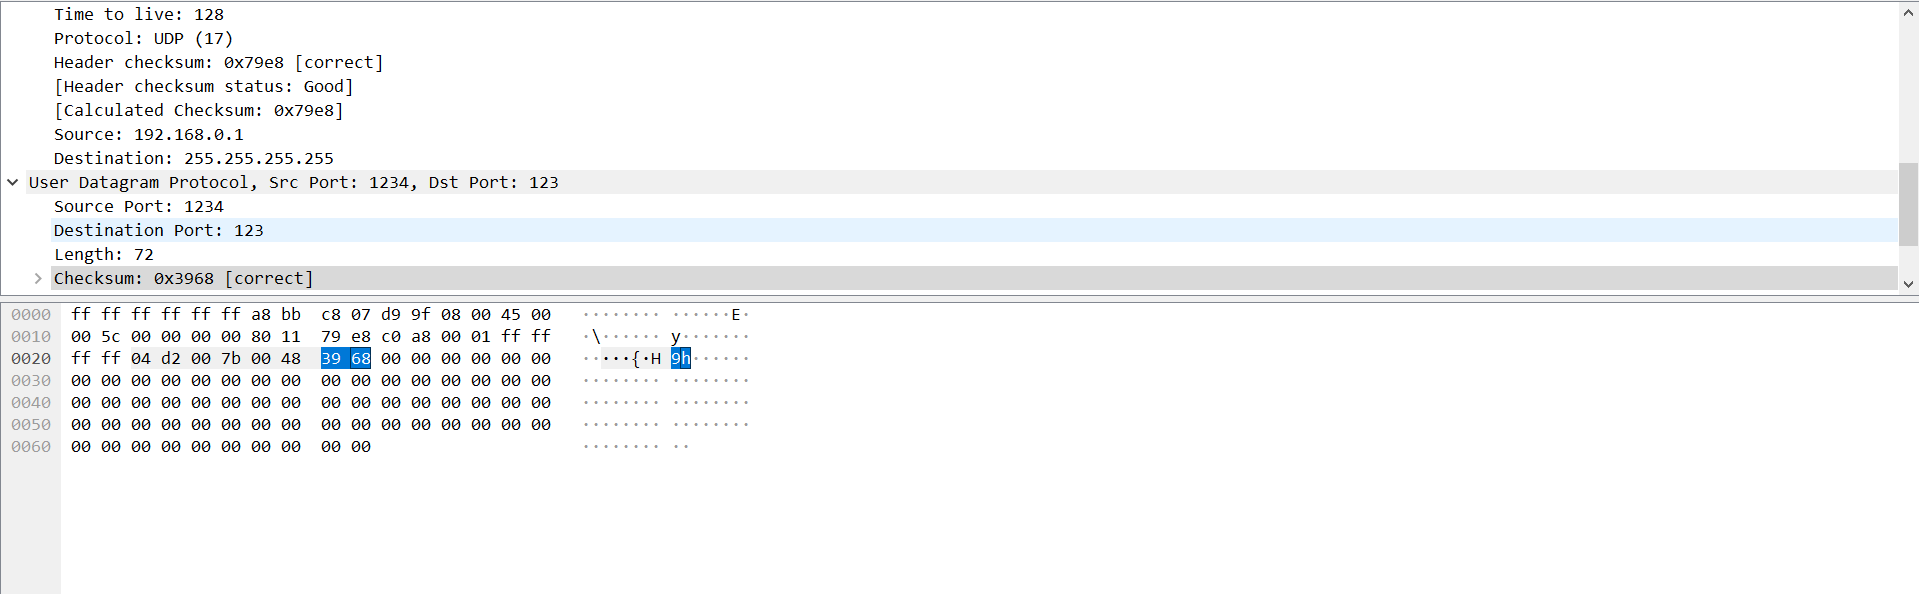 Time to live: 128
Protocol: UDP (17)
Header checksum: 0x79e8 [correct]
[Header checksum status: Good]
[Calculated Checksum: 0x79e8]
Source: 192.168.0.1
Destination: 255.255.255.255
User Datagram Protocol, Src Port: 1234, Dst Port: 123
Source Port: 1234
Destination Port: 123
Length: 72
Checksum: 0x3968 [correct]
0000 ff ff ff ff ff ff a8 bb c8 07 d9 9f 08 00 45 00 ········ ······E·
0010 00 5c 00 00 00 00 80 11 79 e8 c0 a8 00 01 ff ff ·\······ y·······
0020 ff ff 04 d2 00 7b 00 48 39 68 00 00 00 00 00 00 ·····{·H 9h······
0030 00 00 00 00 00 00 00 00 00 00 00 00 00 00 00 00 ········ ········
0040 00 00 00 00 00 00 00 00 00 00 00 00 00 00 00 00 ········ ········
0050 00 00 00 00 00 00 00 00 00 00 00 00 00 00 00 00 ········ ········
0060 00 00 00 00 00 00 00 00 00 00 ········ ··